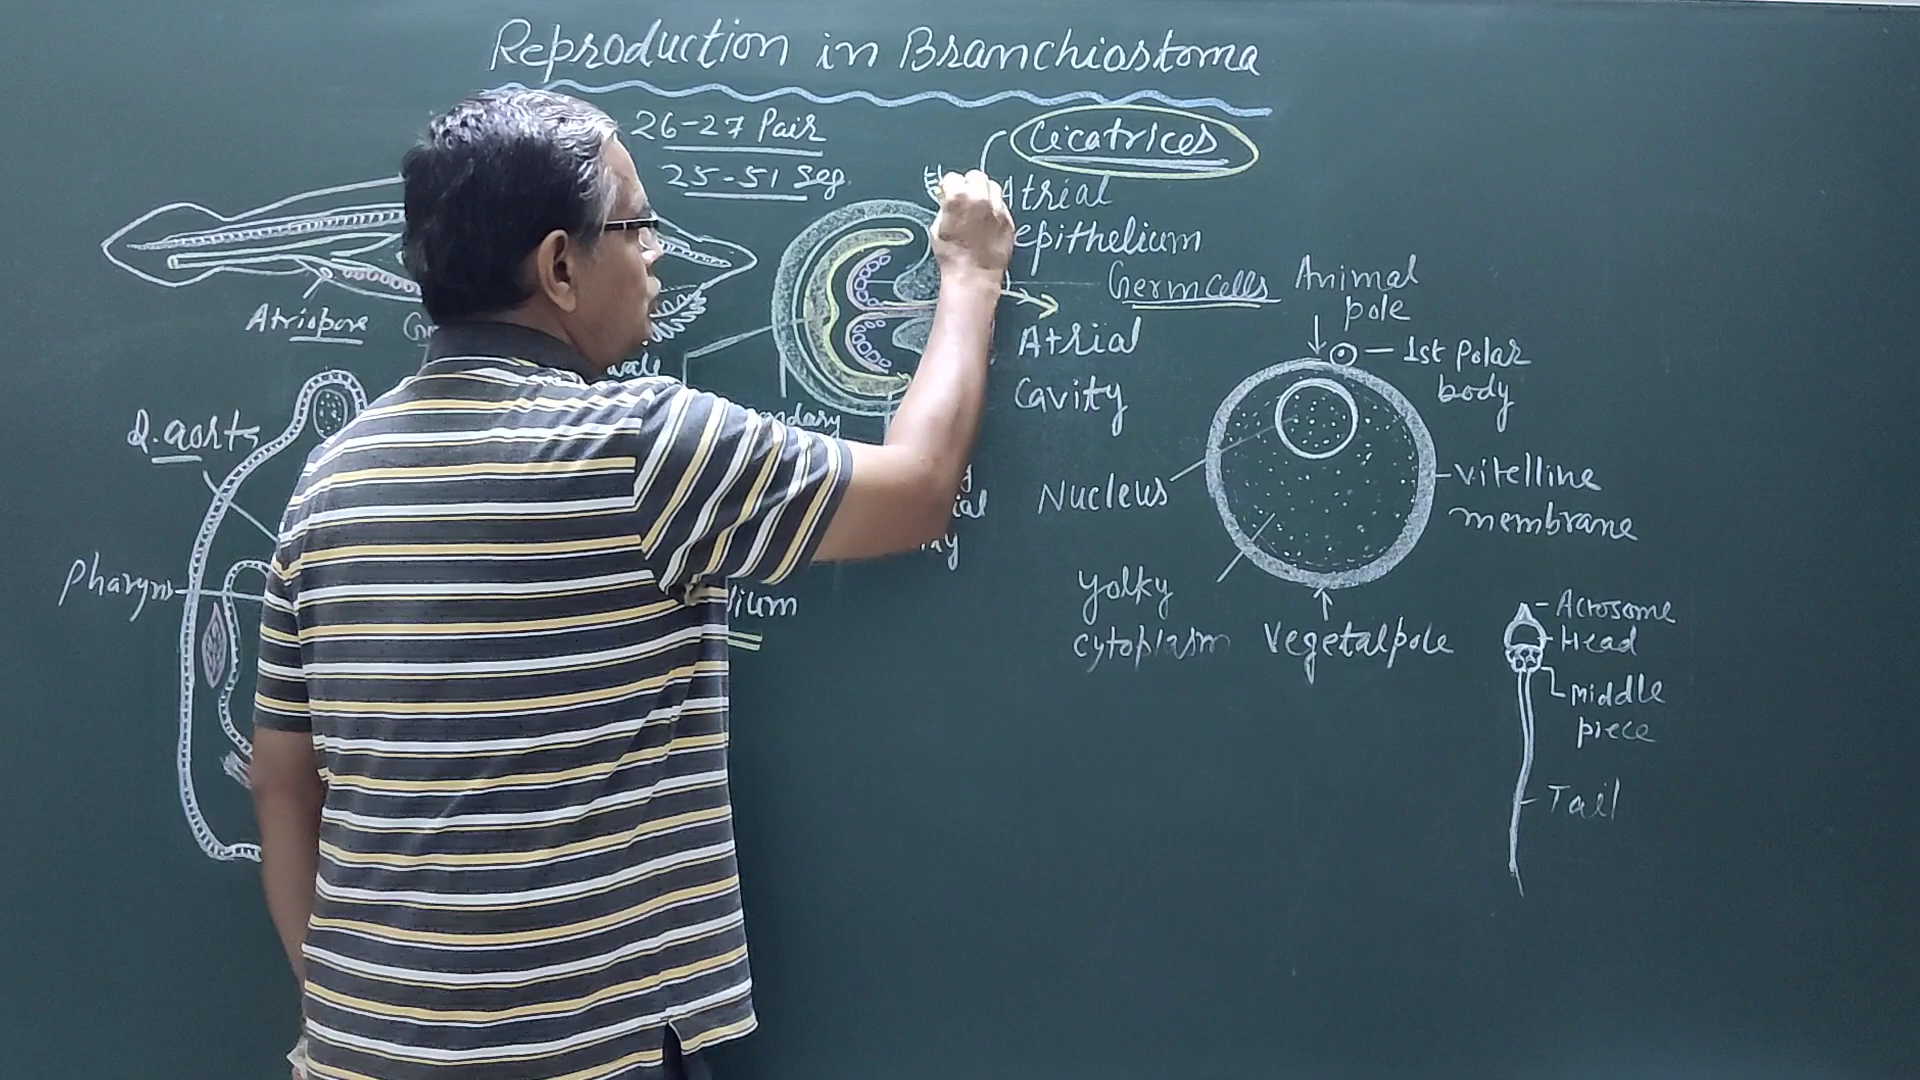 Reproduction in Branchiostoma
26-27 Pair
25-51 Seg.
Cicatrices
Atrial
epithelium
Germcells
Animal
pole
Atriopore
Atrial
Cavity
1st Polar
body
D. aorta
Nucleus
Vitelline
membrane
Pharynx
Yolky
cytoplasm
Vegetalpole
Acrosome
Head
Middle
piece
Tail